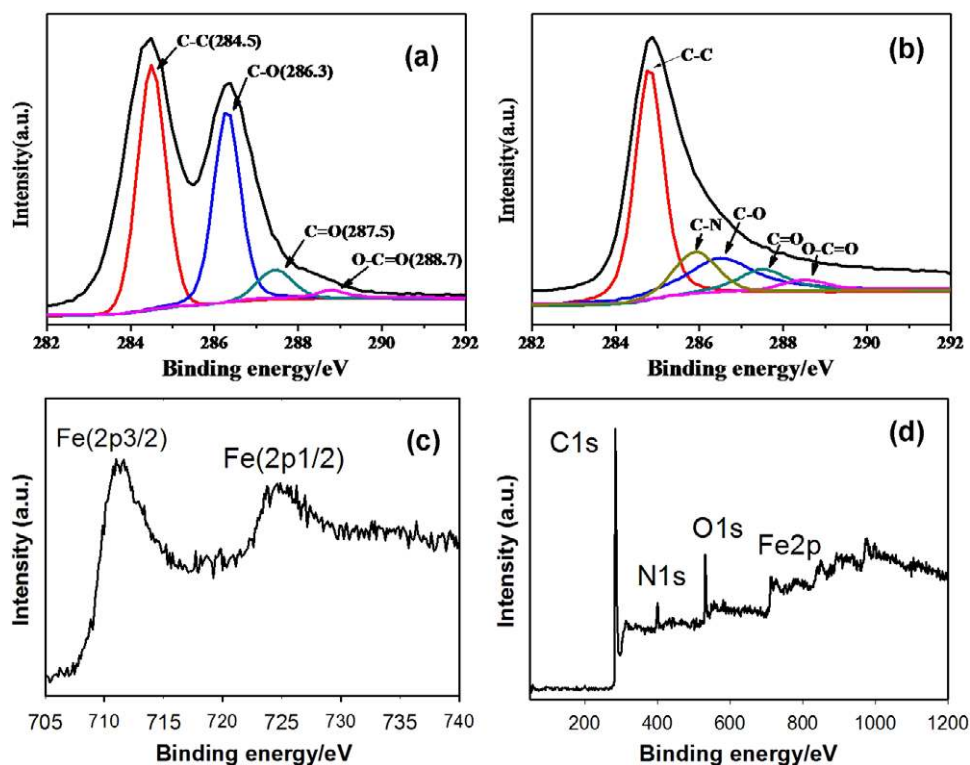 (a)
C-C(284.5)
C-O(286.3)
C=O(287.5)
O-C=O(288.7)
Intensity(a.u.)
282 284 286 288 290 292
Binding energy/eV
(b)
C-C
C-N
C-O
C=O
O-C=O
Intensity(a.u.)
282 284 286 288 290 292
Binding energy/eV
(c)
Fe(2p3/2)
Fe(2p1/2)
Intensity (a.u.)
705 710 715 720 725 730 735 740
Binding energy/eV
(d)
C1s
N1s
O1s
Fe2p
Intensity (a.u.)
200 400 600 800 1000 1200
Binding energy/eV